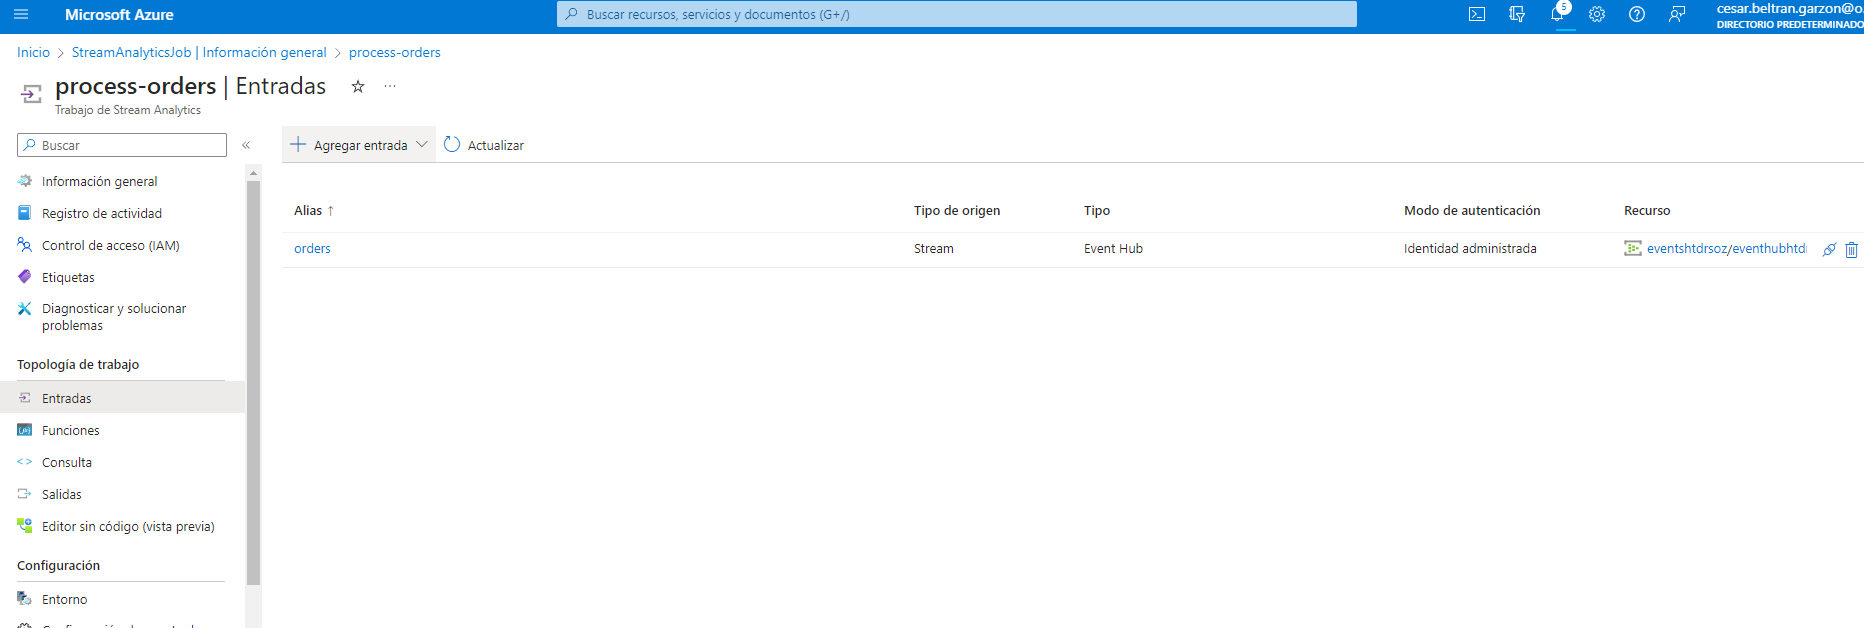 Microsoft Azure
Buscar recursos, servicios y documentos (G+/)
5
cesar.beltran.garzon@o
DIRECTORIO PREDETERMINADO
Inicio > StreamAnalyticsJob | Información general > process-orders
process-orders | Entradas
Trabajo de Stream Analytics
Buscar
«
Información general
Registro de actividad
Control de acceso (IAM)
Etiquetas
Diagnosticar y solucionar
problemas
Topología de trabajo
Entradas
Funciones
Consulta
Salidas
Editor sin código (vista previa)
Configuración
Entorno
Agregar entrada
Actualizar
Alias ↑ Tipo de origen Tipo Modo de autenticación Recurso
orders Stream Event Hub Identidad administrada eventshtdrsoz/eventhubhtd